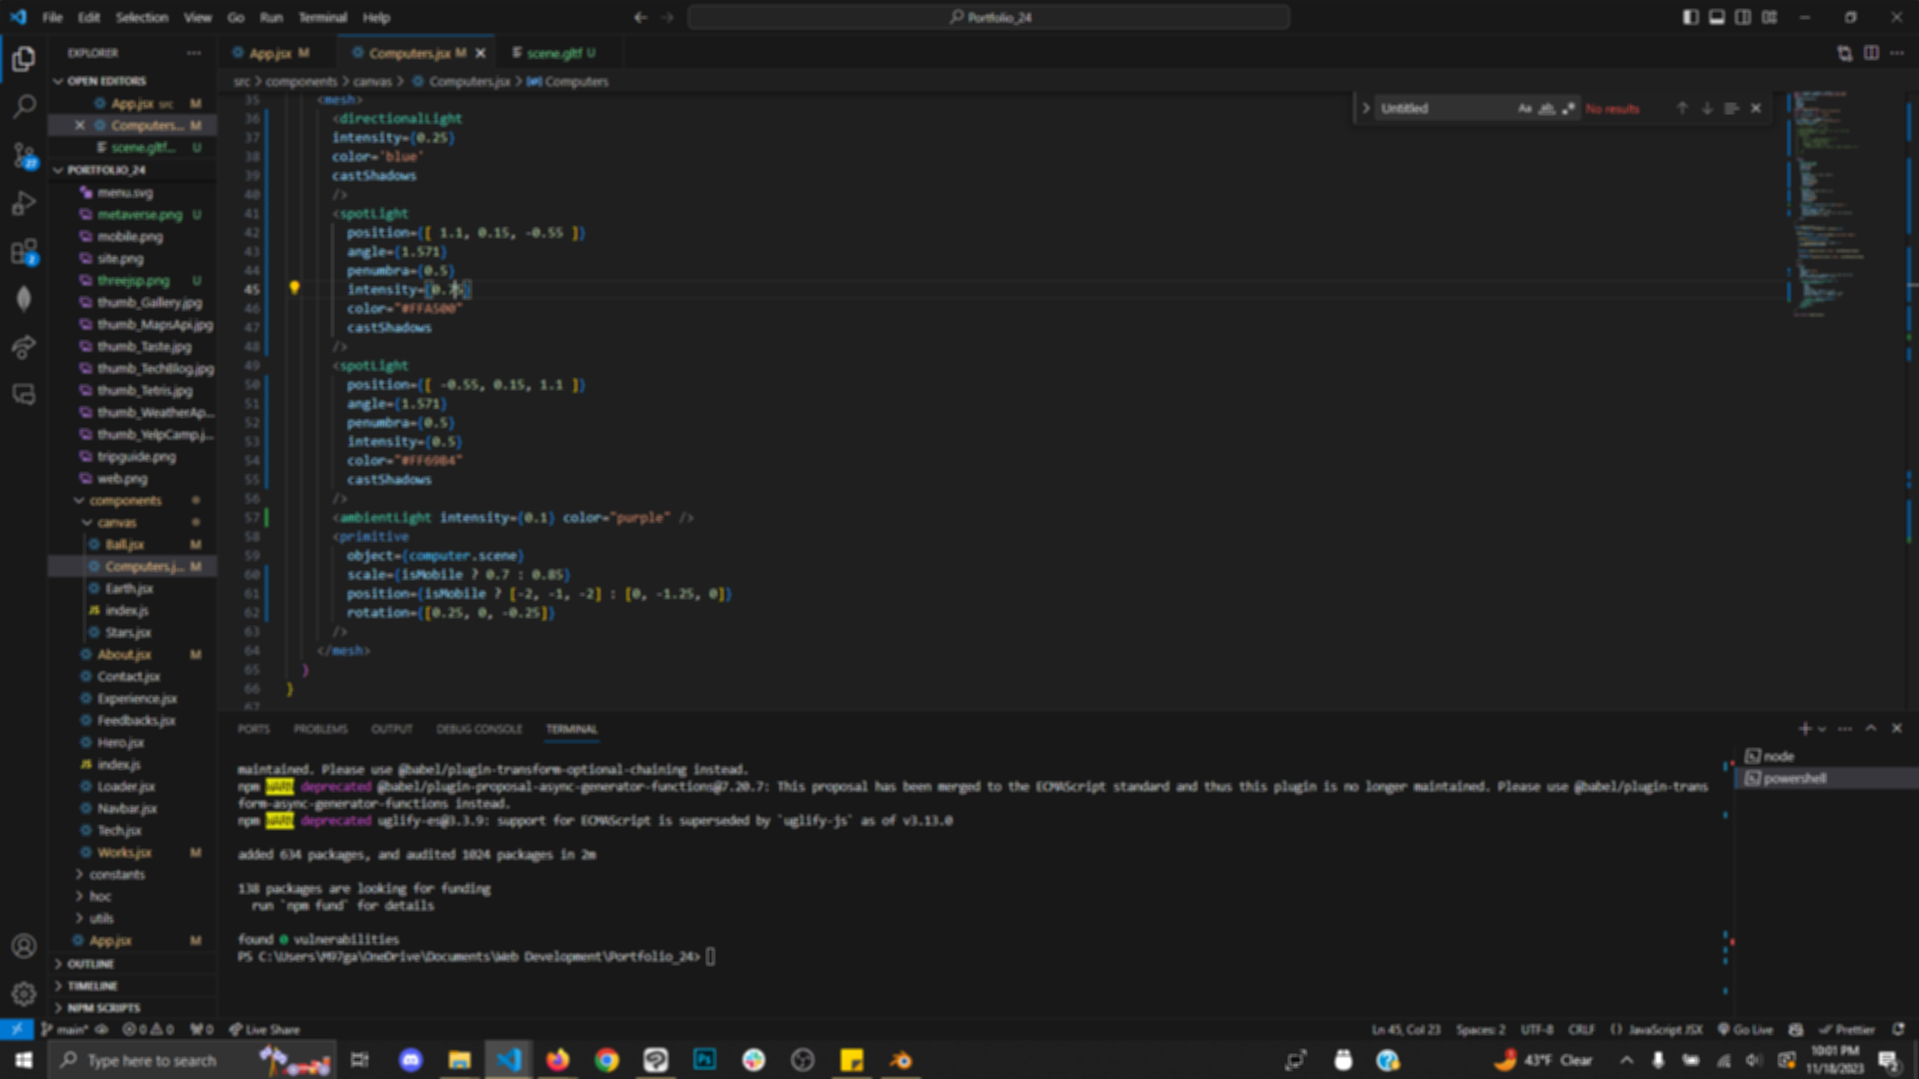 File Edit Selection View Go Run Terminal Help
Portfolio_24
EXPLORER
OPEN EDITORS
App.jsx src M
Computers... M
scene.gltf... U
PORTFOLIO_24
menu.svg
metaverse.png U
mobile.png
site.png
threejsp.png U
thumb_Gallery.jpg
thumb_MapsApi.jpg
thumb_Taste.jpg
thumb_TechBlog.jpg
thumb_Tetris.jpg
thumb_WeatherAp...
thumb_YelpCamp.j...
tripguide.png
web.png
components
canvas
Ball.jsx M
Computers.j... M
Earth.jsx
JS index.js
Stars.jsx
About.jsx M
Contact.jsx
Experience.jsx
Feedbacks.jsx
Hero.jsx
JS index.js
Loader.jsx
Navbar.jsx
Tech.jsx
Works.jsx M
constants
hoc
utils
App.jsx M
OUTLINE
TIMELINE
NPM SCRIPTS
27
2
App.jsx M
Computers.jsx M
scene.gltf U
src > components > canvas > Computers.jsx > Computers
Untitled Aa ab No results
35 <mesh>
36 <directionalLight
37 intensity={0.25}
38 color='blue'
39 castShadows
40 />
41 <spotLight
42 position={[ 1.1, 0.15, -0.55 ]}
43 angle={1.571}
44 penumbra={0.5}
45 intensity={0.75}
46 color="#FFA500"
47 castShadows
48 />
49 <spotLight
50 position={[ -0.55, 0.15, 1.1 ]}
51 angle={1.571}
52 penumbra={0.5}
53 intensity={0.5}
54 color="#FF69B4"
55 castShadows
56 />
57 <ambientLight intensity={0.1} color="purple" />
58 <primitive
59 object={computer.scene}
60 scale={isMobile ? 0.7 : 0.85}
61 position={isMobile ? [-2, -1, -2] : [0, -1.25, 0]}
62 rotation={[0.25, 0, -0.25]}
63 />
64 </mesh>
65 )
66 }
67
PORTS PROBLEMS OUTPUT DEBUG CONSOLE TERMINAL
maintained. Please use @babel/plugin-transform-optional-chaining instead.
npm WARN deprecated @babel/plugin-proposal-async-generator-functions@7.20.7: This proposal has been merged to the ECMAScript standard and thus this plugin is no longer maintained. Please use @babel/plugin-trans
form-async-generator-functions instead.
npm WARN deprecated uglify-es@3.3.9: support for ECMAScript is superseded by `uglify-js` as of v3.13.0
added 634 packages, and audited 1024 packages in 2m
138 packages are looking for funding
run `npm fund` for details
found 0 vulnerabilities
PS C:\Users\M97ga\OneDrive\Documents\Web Development\Portfolio_24>
node
powershell
main* 0 0 0 Live Share
Ln 45, Col 23 Spaces: 2 UTF-8 CRLF {} JavaScript JSX Go Live Prettier
Type here to search
Ps
43°F Clear
10:01 PM
11/18/2023
2